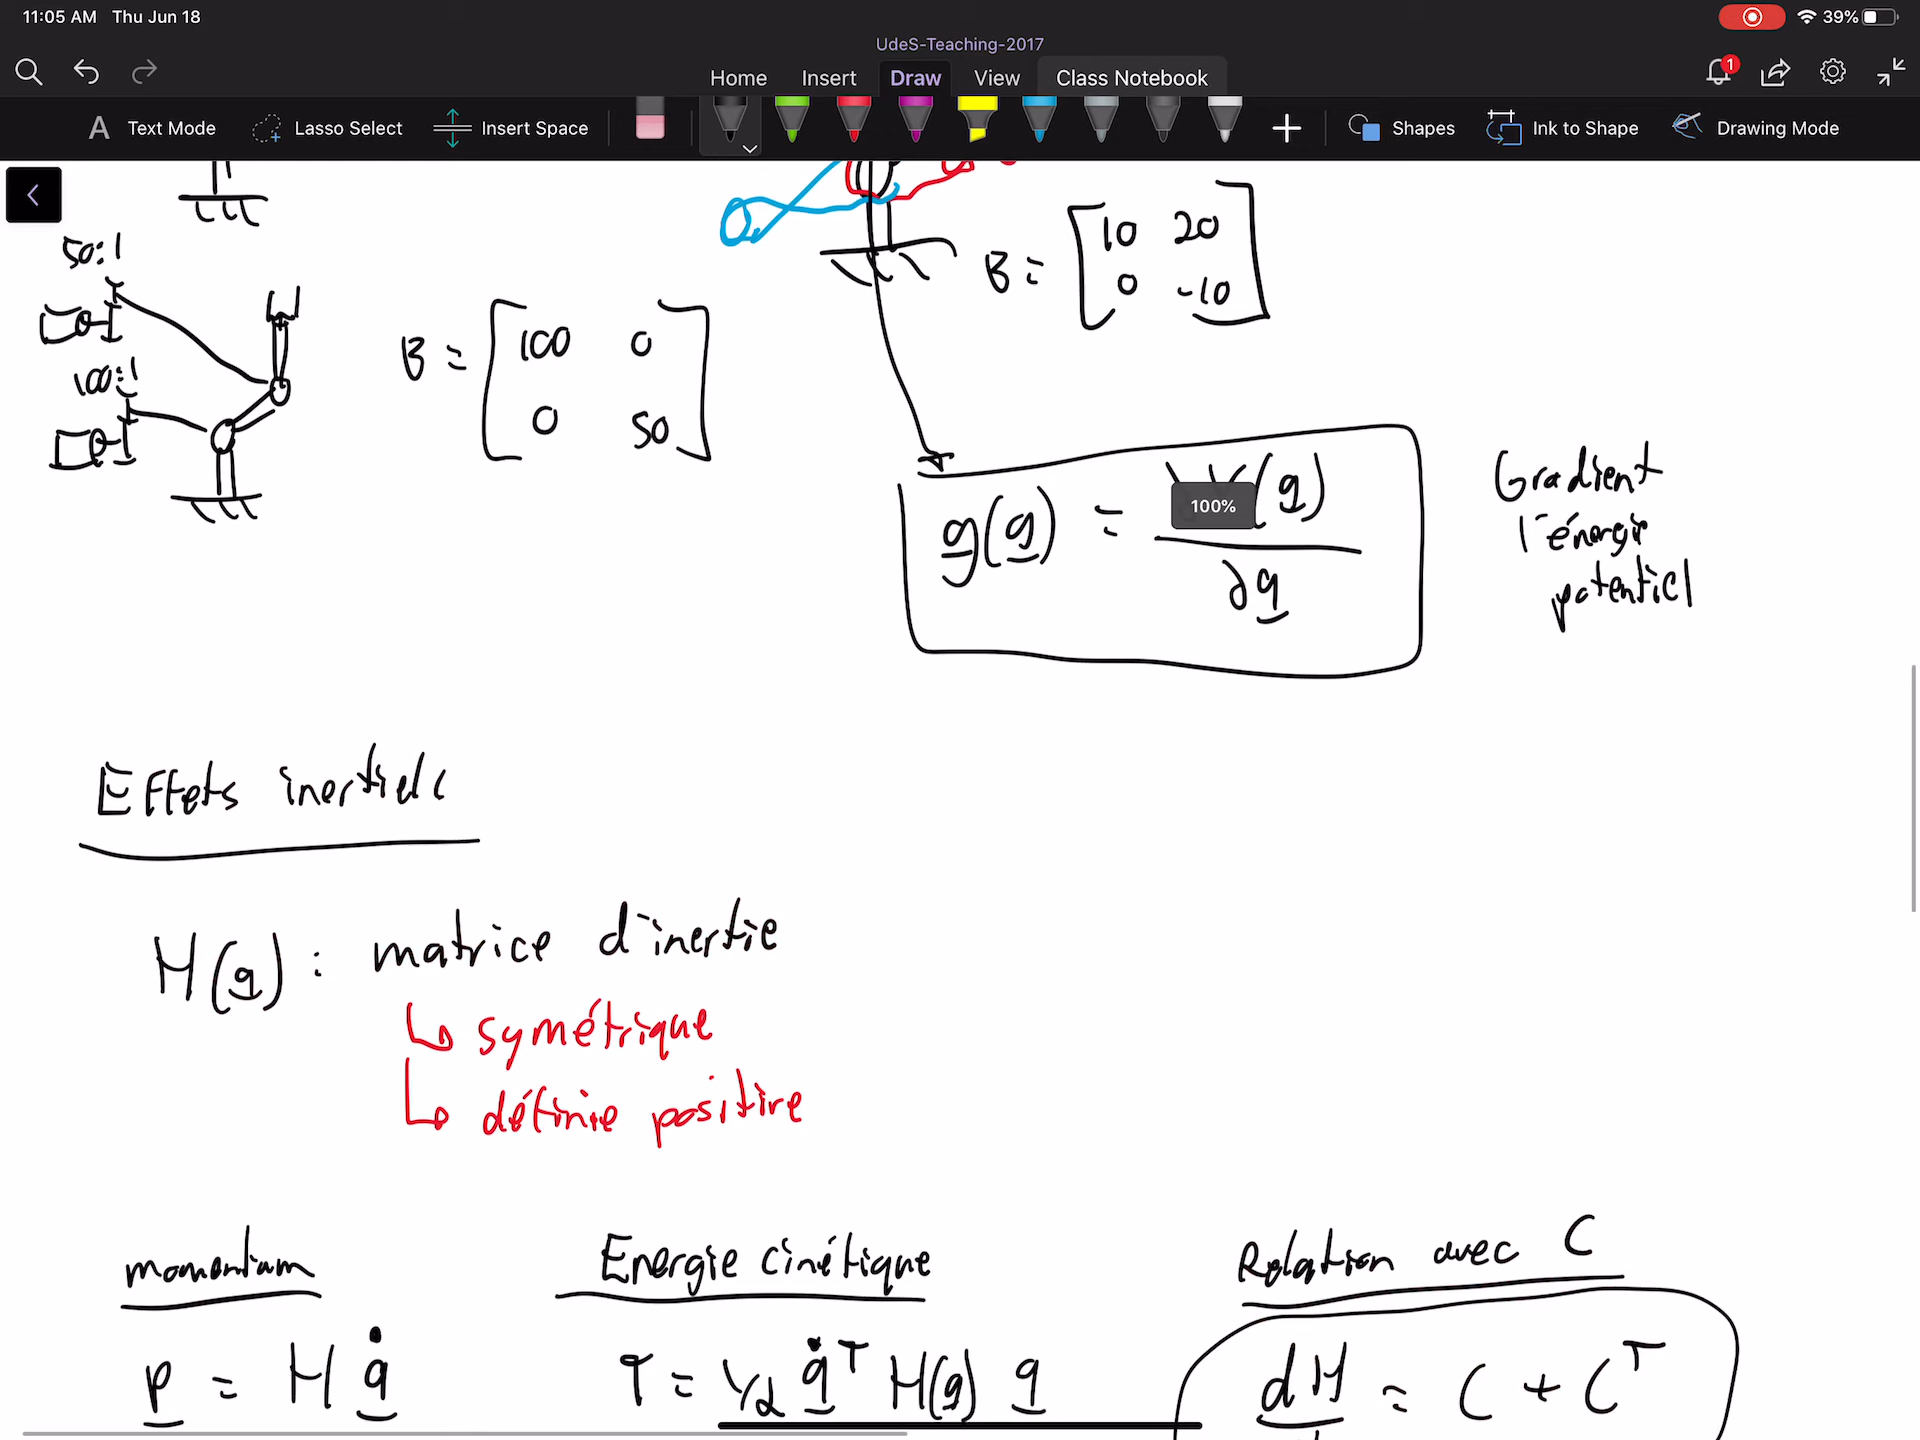 11:05 AM Thu Jun 18
39%
UdeS-Teaching-2017
Home Insert Draw View Class Notebook
1
Text Mode Lasso Select Insert Space Shapes Ink to Shape Drawing Mode
50:1
100:1
B = [100 0
0 50]
B = [10 20
0 -10]
g(q) = ∂V(q)
∂q
100%
Gradient
l'énergie
potentiel
Effets inertiels
H(q) : matrice d'inertie
↳ symétrique
↳ définie positive
momentum
p = H q̇
Energie cinétique
T = 1/2 q̇ᵀ H(q) q
Relation avec C
dH = C + Cᵀ